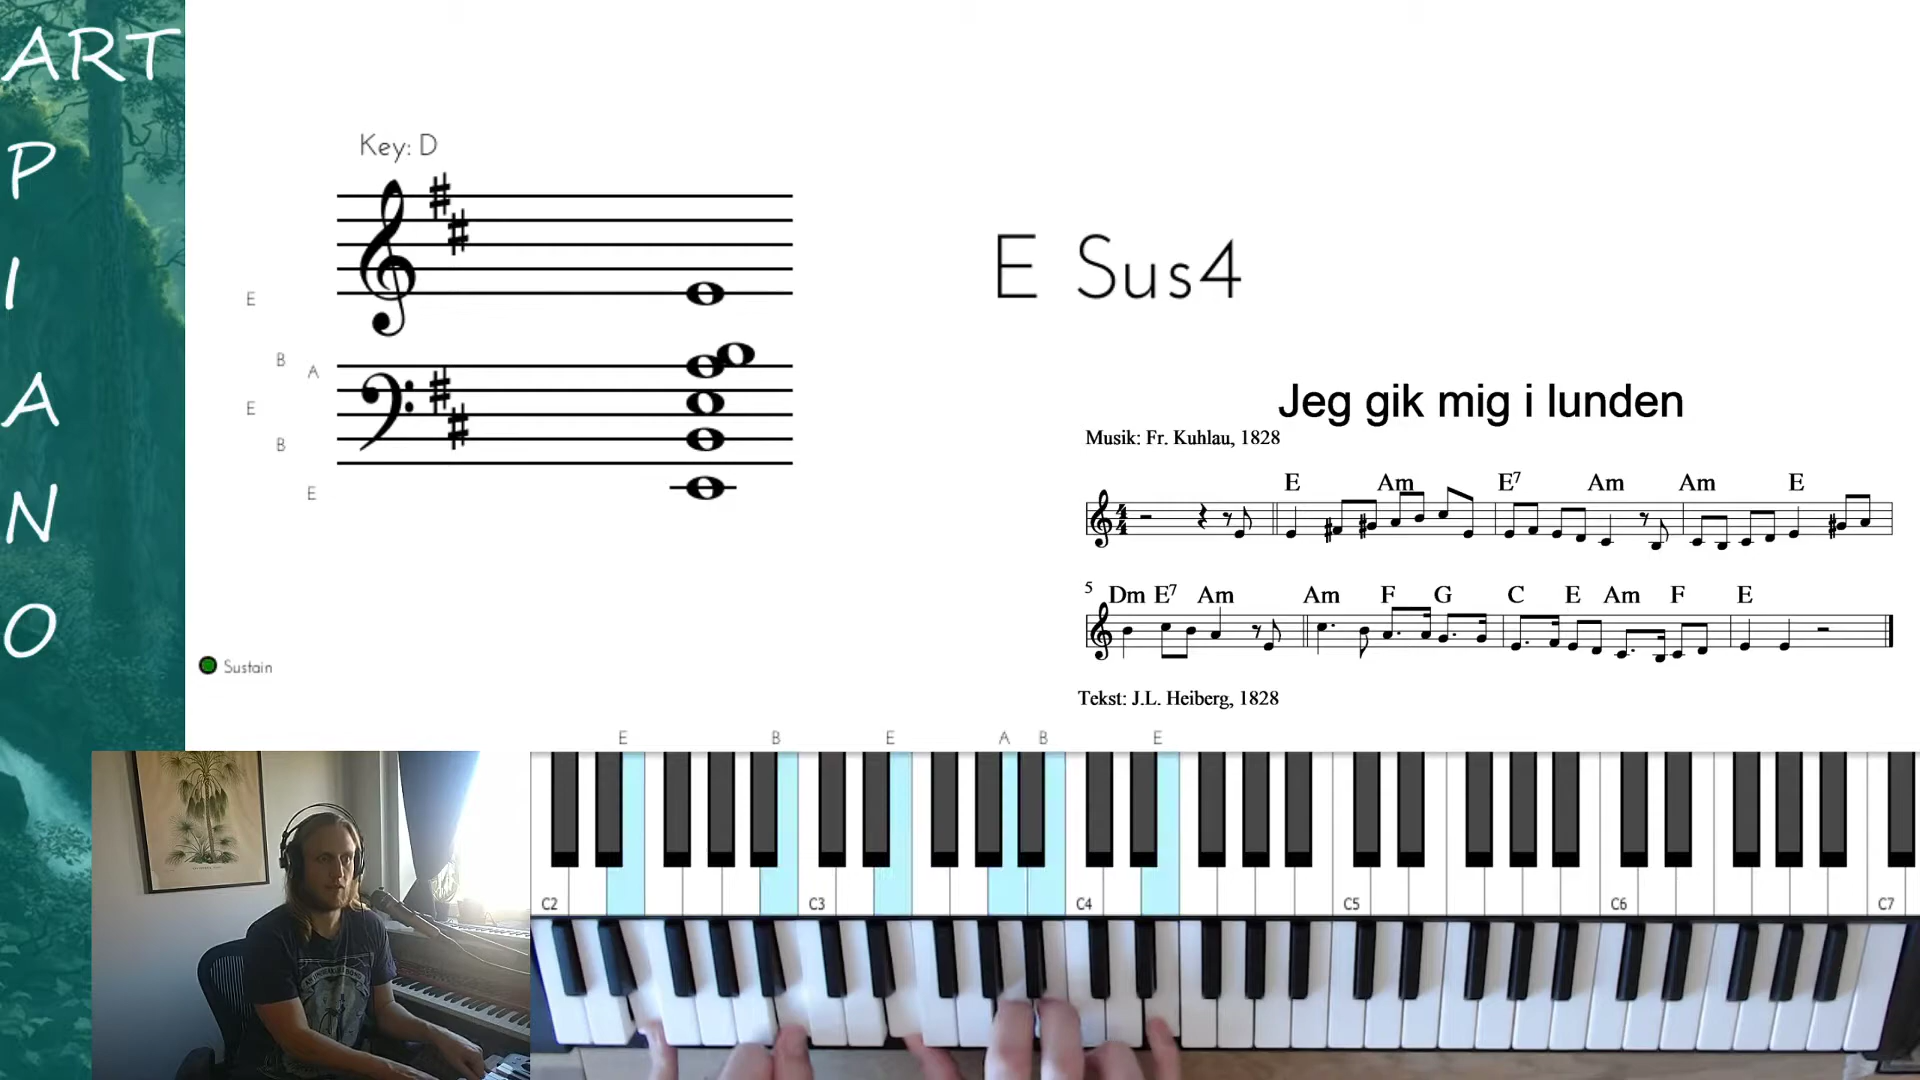 ART
P
I
A
N
O
Key: D
E
B
A
E
B
E
E Sus4
Jeg gik mig i lunden
Musik: Fr. Kuhlau, 1828
E Am E7 Am Am E
5
Dm E7 Am Am F G C E Am F E
Tekst: J.L. Heiberg, 1828
Sustain
E B E A B E
C2 C3 C4 C5 C6 C7